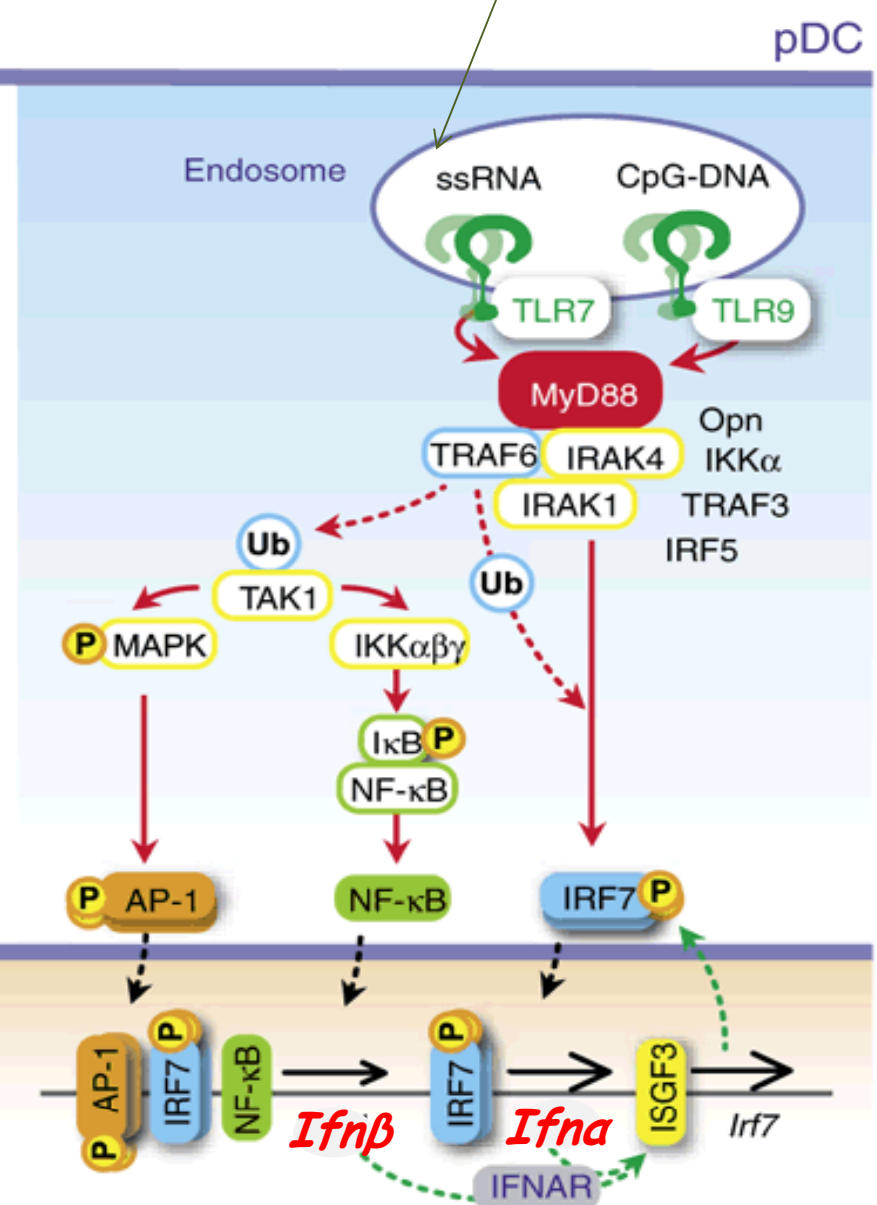 pDC
Endosome
ssRNA CpG-DNA
TLR7 TLR9
MyD88
Opn
TRAF6 IRAK4 IKKα
IRAK1 TRAF3
IRF5
Ub
TAK1 Ub
P MAPK IKKαβγ
IκB P
NF-κB
P AP-1 NF-κB IRF7 P
AP-1 P IRF7 P NF-κB IRF7 P ISGF3
Ifnβ Ifnα Irf7
IFNAR